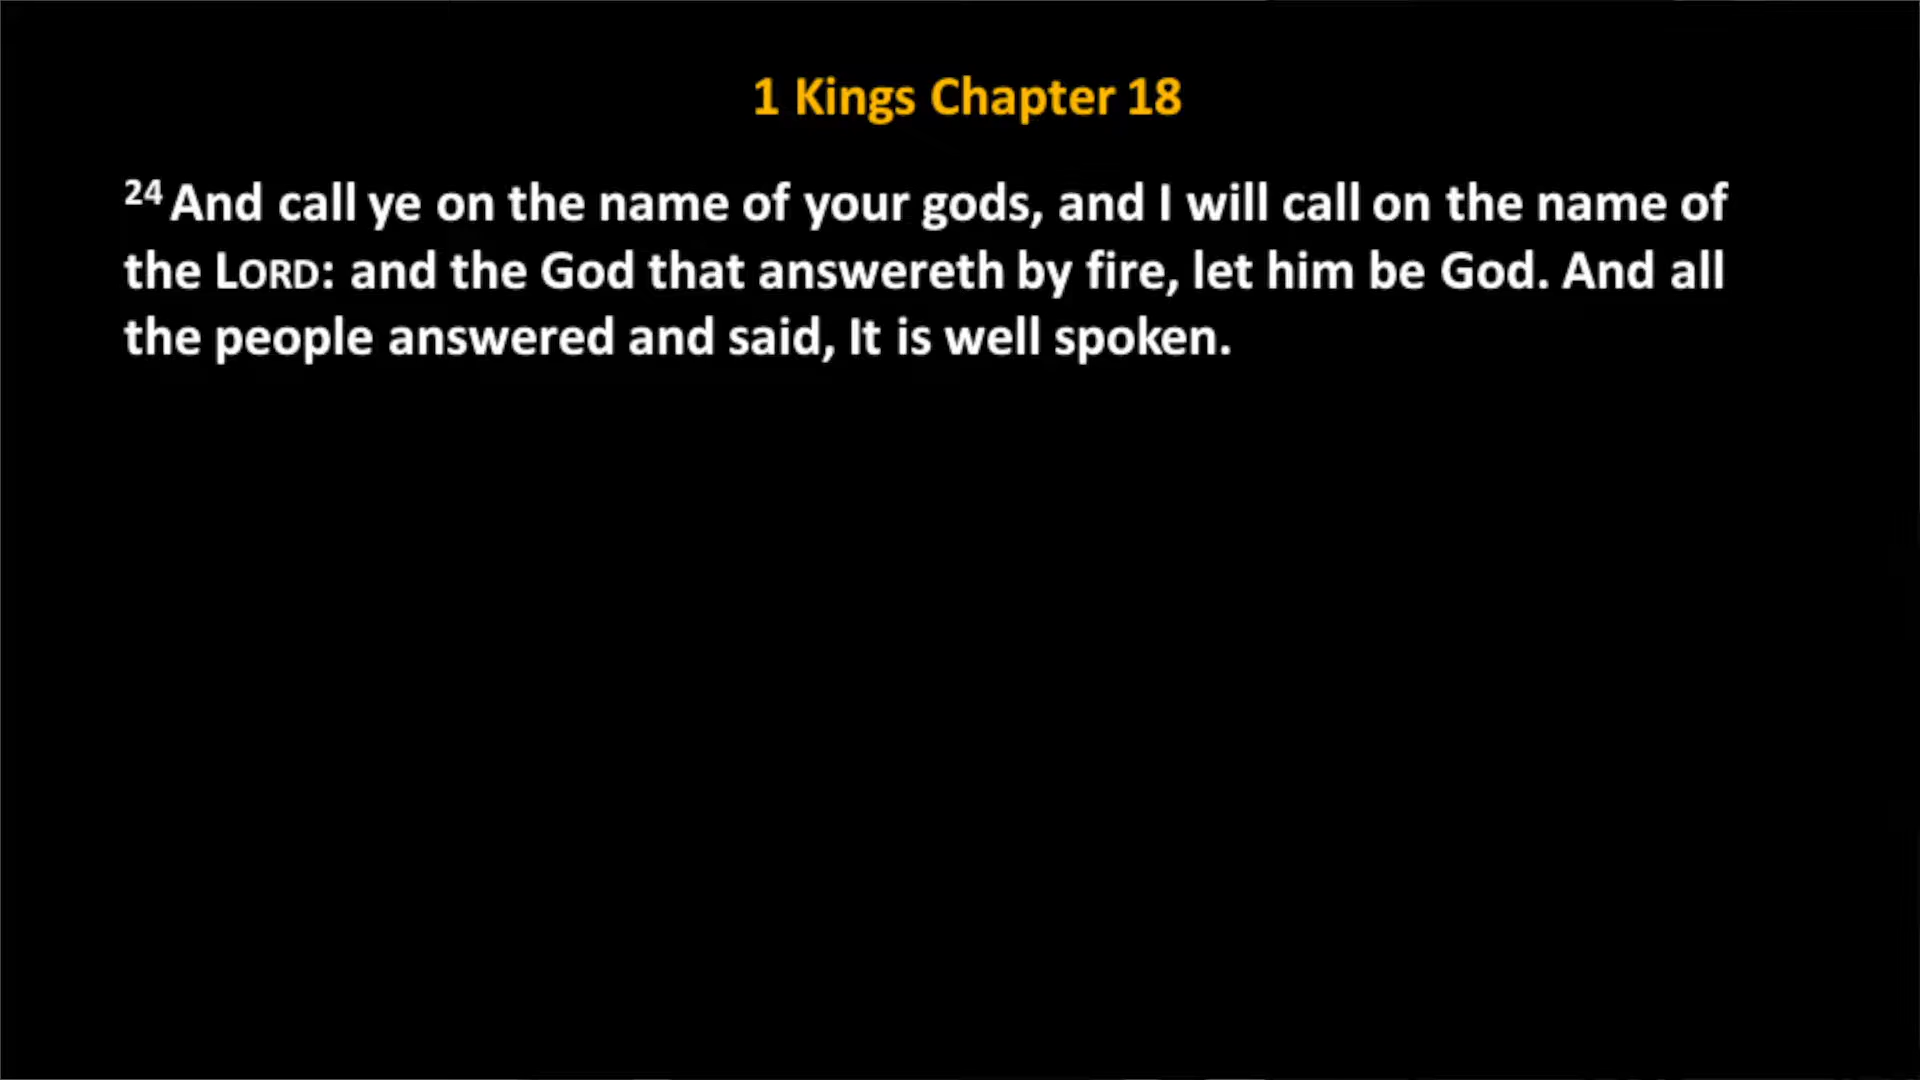 1 Kings Chapter 18
24 And call ye on the name of your gods, and I will call on the name of
the LORD: and the God that answereth by fire, let him be God. And all
the people answered and said, It is well spoken.